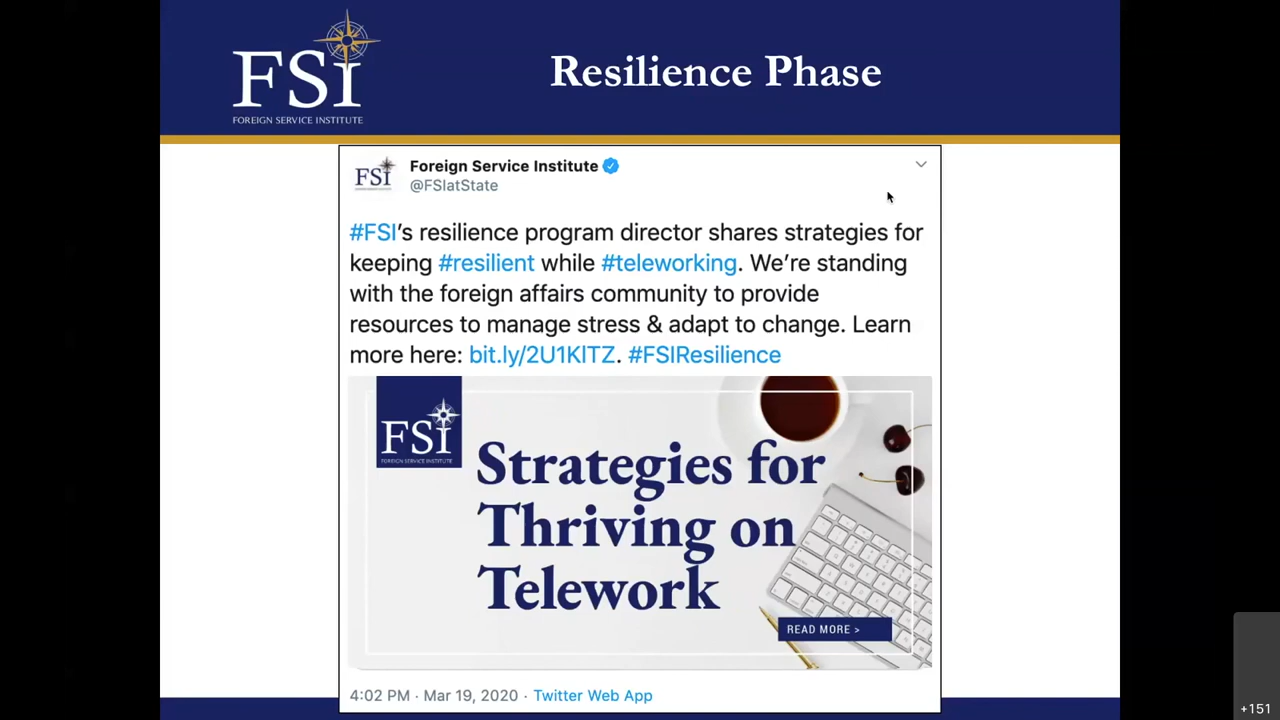 FSI
FOREIGN SERVICE INSTITUTE
Resilience Phase
FSI
Foreign Service Institute
@FSIatState
#FSI's resilience program director shares strategies for
keeping #resilient while #teleworking. We're standing
with the foreign affairs community to provide
resources to manage stress & adapt to change. Learn
more here: bit.ly/2U1KlTZ. #FSIResilience
FSI
FOREIGN SERVICE INSTITUTE
Strategies for
Thriving on
Telework
READ MORE >
4:02 PM · Mar 19, 2020 · Twitter Web App
+151